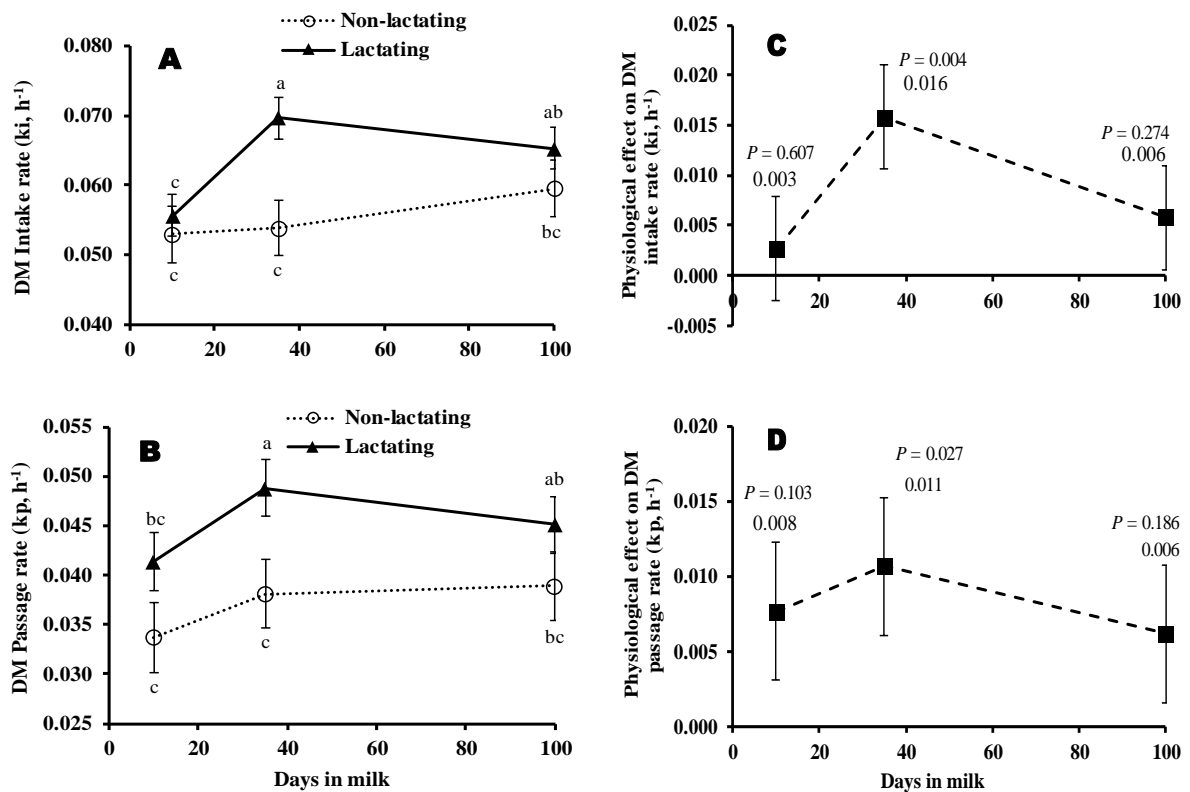 Non-lactating
Lactating
A
DM Intake rate (ki, h-1)
0.080
0.070
0.060
0.050
0.040
a
ab
c
c
c
bc
0 20 40 60 80 100
C
Physiological effect on DM
intake rate (ki, h-1)
0.025
0.020
0.015
0.010
0.005
0.000
-0.005
P = 0.004
0.016
P = 0.607
0.003
P = 0.274
0.006
0 20 40 60 80 100
Non-lactating
Lactating
B
DM Passage rate (kp, h-1)
0.055
0.050
0.045
0.040
0.035
0.030
0.025
a
ab
bc
c
c
bc
0 20 40 60 80 100
Days in milk
D
Physiological effect on DM
passage rate (kp, h-1)
0.020
0.015
0.010
0.005
0.000
P = 0.027
0.011
P = 0.103
0.008
P = 0.186
0.006
0 20 40 60 80 100
Days in milk